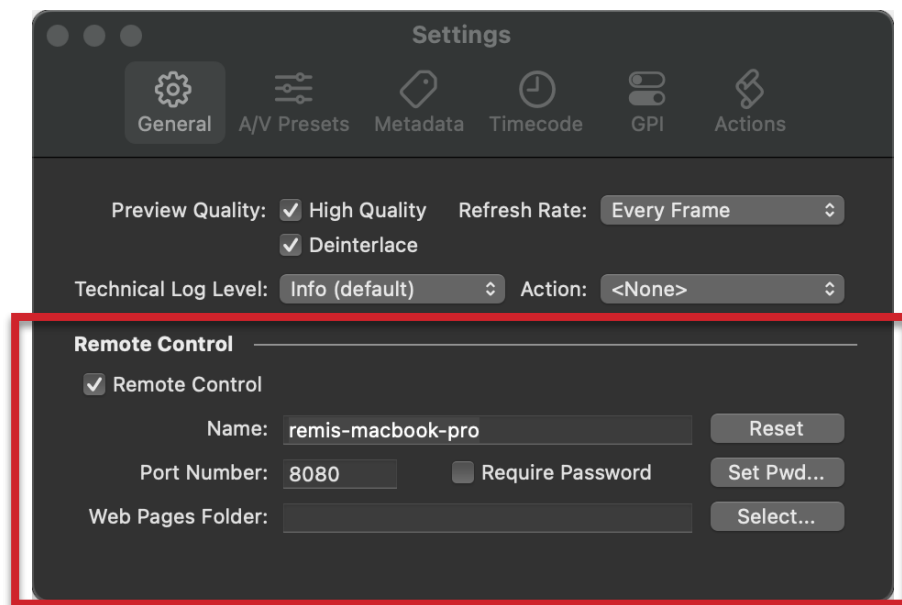 Settings
General A/V Presets Metadata Timecode GPI Actions
Preview Quality: High Quality Refresh Rate: Every Frame
Deinterlace
Technical Log Level: Info (default) Action: <None>
Remote Control
Remote Control
Name: remis-macbook-pro Reset
Port Number: 8080 Require Password Set Pwd...
Web Pages Folder: Select...